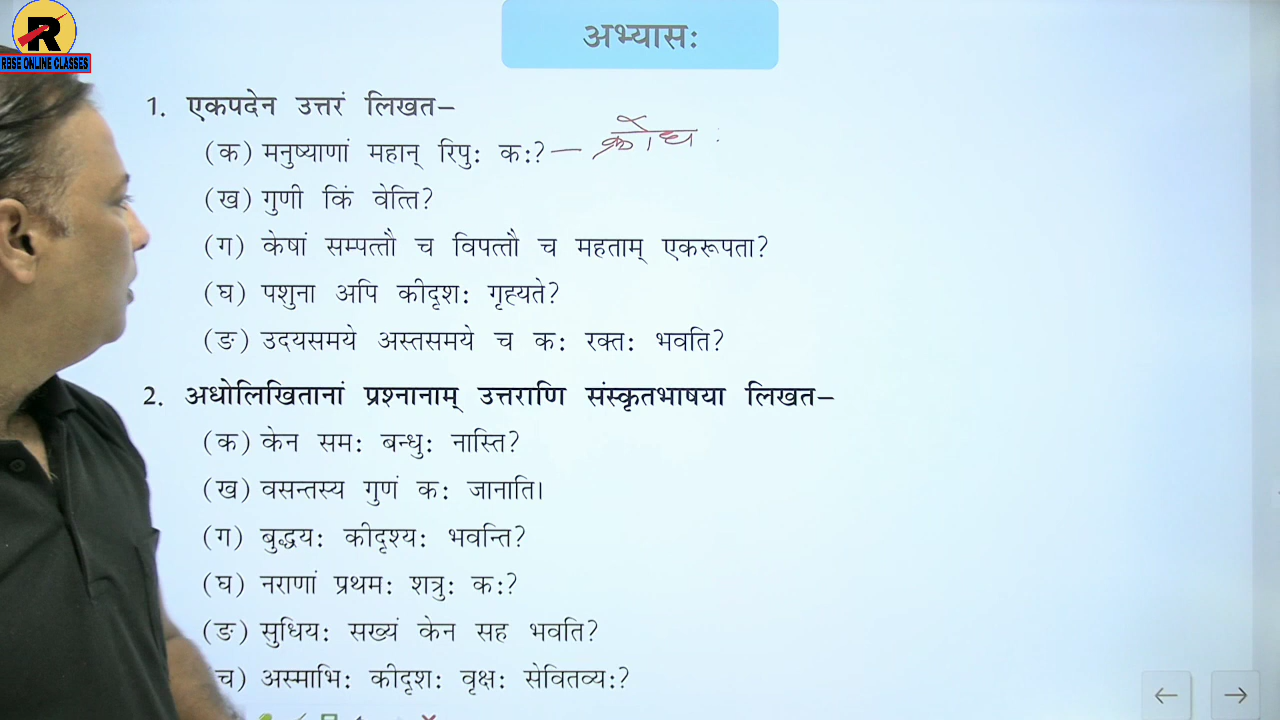 R
RBSE ONLINE CLASSES
अभ्यासः
1. एकपदेन उत्तरं लिखत–
(क) मनुष्याणां महान् रिपुः कः? — क्रोधः
(ख) गुणी किं वेत्ति?
(ग) केषां सम्पत्तौ च विपत्तौ च महताम् एकरूपता?
(घ) पशुना अपि कीदृशः गृह्यते?
(ङ) उदयसमये अस्तसमये च कः रक्तः भवति?
2. अधोलिखितानां प्रश्नानाम् उत्तराणि संस्कृतभाषया लिखत–
(क) केन समः बन्धुः नास्ति?
(ख) वसन्तस्य गुणं कः जानाति।
(ग) बुद्धयः कीदृश्यः भवन्ति?
(घ) नराणां प्रथमः शत्रुः कः?
(ङ) सुधियः सख्यं केन सह भवति?
च) अस्माभिः कीदृशः वृक्षः सेवितव्यः?